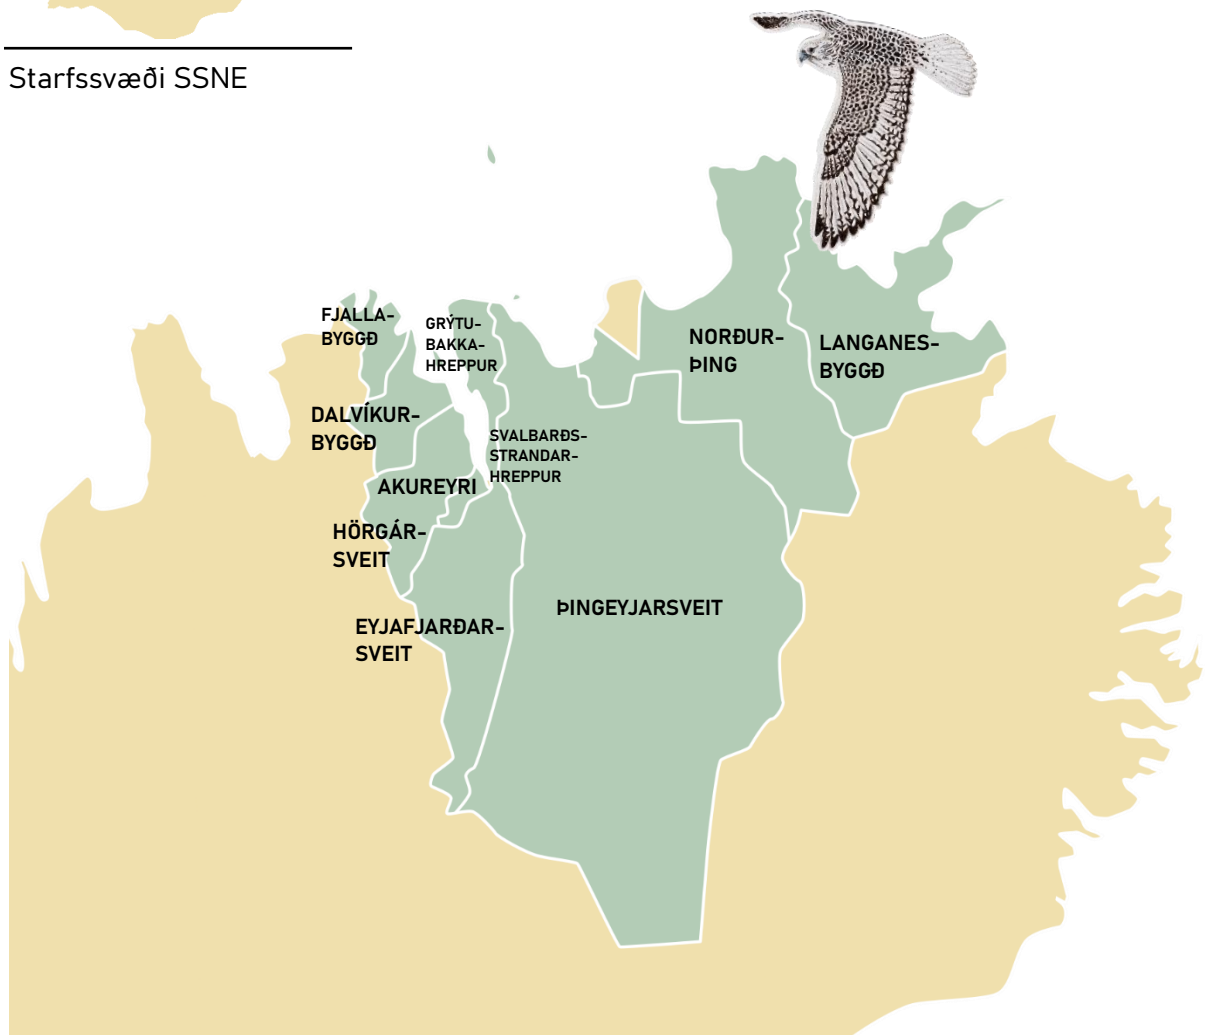 Starfssvæði SSNE
FJALLA-
BYGGÐ
GRÝTU-
BAKKA-
HREPPUR
NORÐUR-
ÞING
LANGANES-
BYGGÐ
DALVÍKUR-
BYGGÐ
SVALBARÐS-
STRANDAR-
HREPPUR
AKUREYRI
HÖRGÁR-
SVEIT
ÞINGEYJARSVEIT
EYJAFJARÐAR-
SVEIT